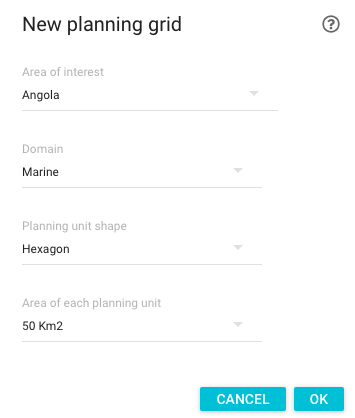 New planning grid
Area of interest
Angola
Domain
Marine
Planning unit shape
Hexagon
Area of each planning unit
50 Km2
CANCEL OK